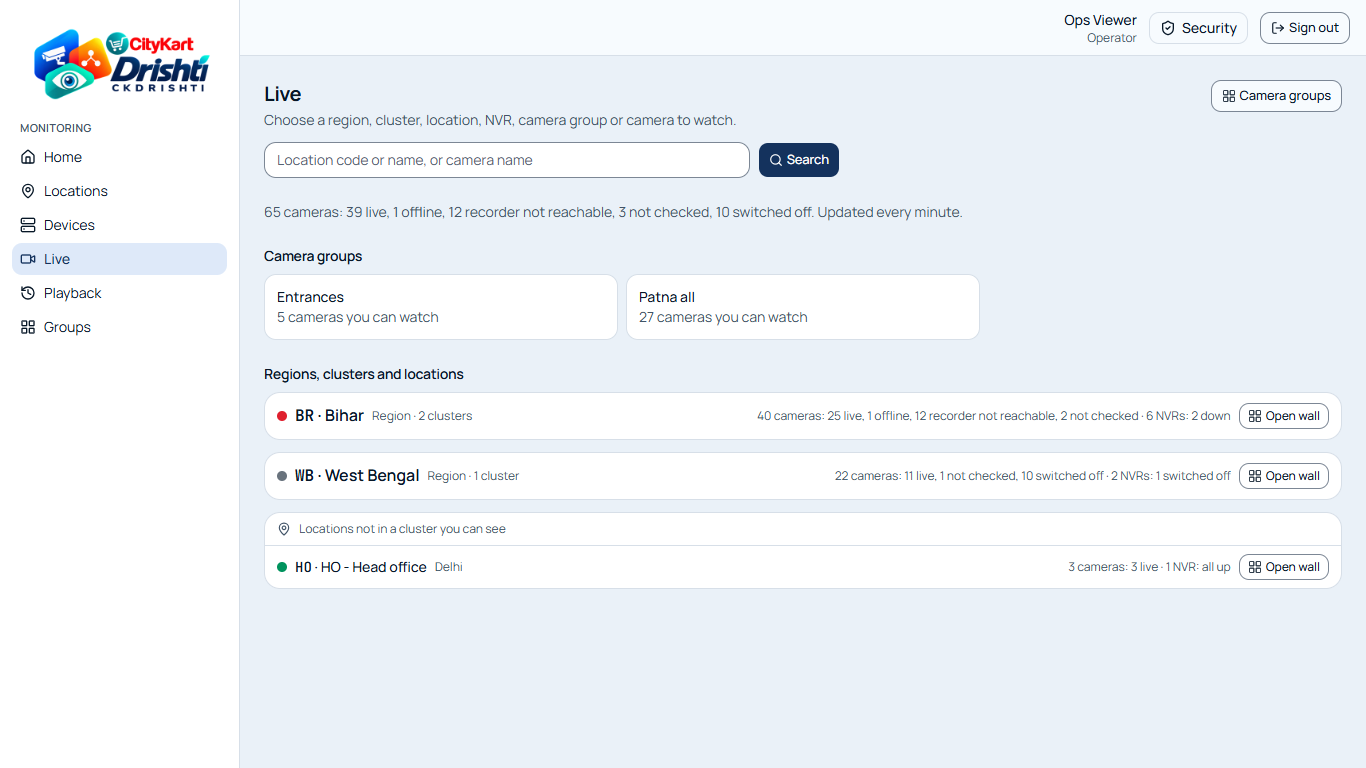 CityKart
Drishti
CKDRISHTI
MONITORING
Home
Locations
Devices
Live
Playback
Groups
Ops Viewer
Operator
Security
Sign out
Live
Camera groups
Choose a region, cluster, location, NVR, camera group or camera to watch.
Location code or name, or camera name
Search
65 cameras: 39 live, 1 offline, 12 recorder not reachable, 3 not checked, 10 switched off. Updated every minute.
Camera groups
Entrances
5 cameras you can watch
Patna all
27 cameras you can watch
Regions, clusters and locations
BR · Bihar Region · 2 clusters 40 cameras: 25 live, 1 offline, 12 recorder not reachable, 2 not checked · 6 NVRs: 2 down Open wall
WB · West Bengal Region · 1 cluster 22 cameras: 11 live, 1 not checked, 10 switched off · 2 NVRs: 1 switched off Open wall
Locations not in a cluster you can see
HO · HO - Head office Delhi 3 cameras: 3 live · 1 NVR: all up Open wall